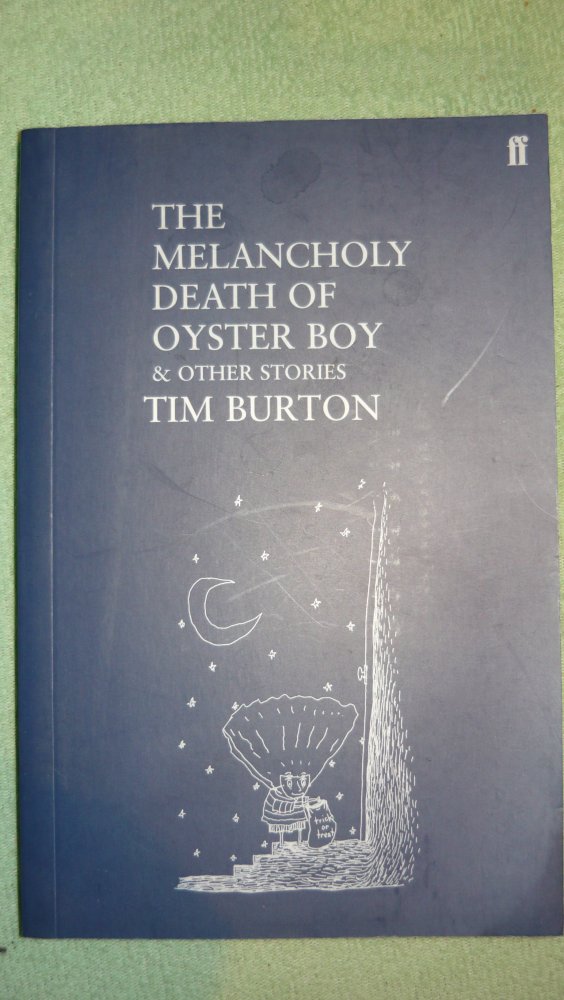 ff
THE
MELANCHOLY
DEATH OF
OYSTER BOY
& OTHER STORIES
TIM BURTON
trick
or
treat